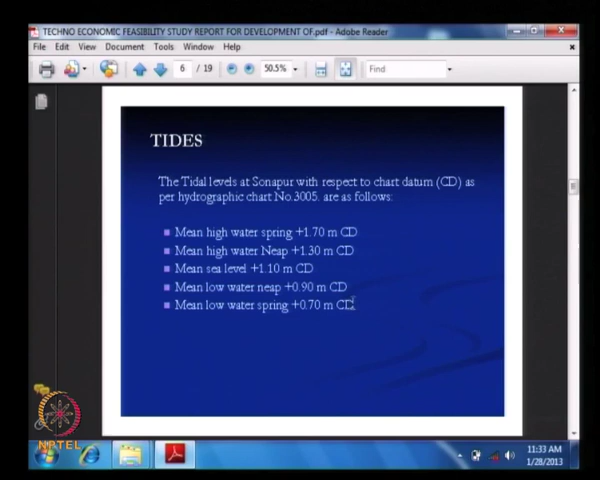 TECHNO ECONOMIC FEASIBILITY STUDY REPORT FOR DEVELOPMENT OF.pdf - Adobe Reader
File Edit View Document Tools Window Help
6 / 19 50.5% Find
TIDES
The Tidal levels at Sonapur with respect to chart datum (CD) as
per hydrographic chart No.3005. are as follows:
Mean high water spring +1.70 m CD
Mean high water Neap +1.30 m CD
Mean sea level +1.10 m CD
Mean low water neap +0.90 m CD
Mean low water spring +0.70 m CD
NPTEL
11:33 AM
1/28/2013